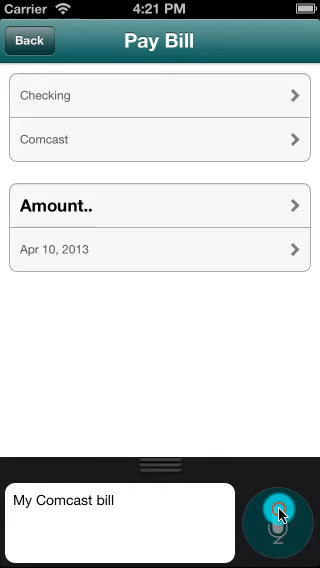 Carrier 4:21 PM
Back Pay Bill
Checking
Comcast
Amount..
Apr 10, 2013
My Comcast bill